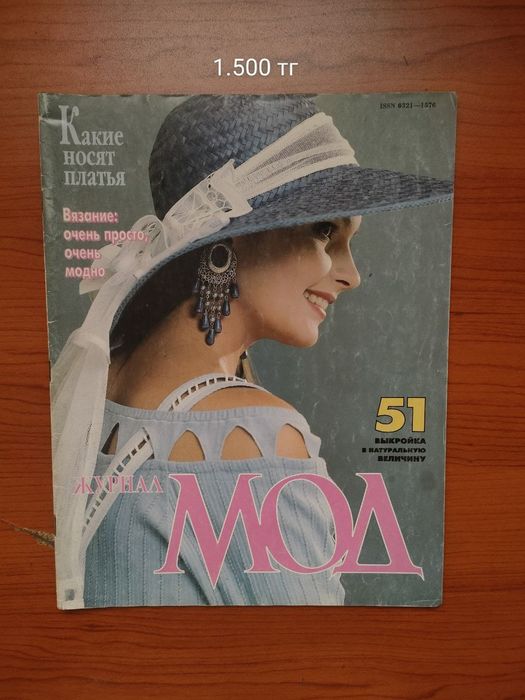 1.500 тг
ISSN 0321—1576
Какие
носят
платья
Вязание:
очень просто,
очень
модно
51
ВЫКРОЙКА
В НАТУРАЛЬНУЮ
ВЕЛИЧИНУ
ЖУРНАЛ
МОД